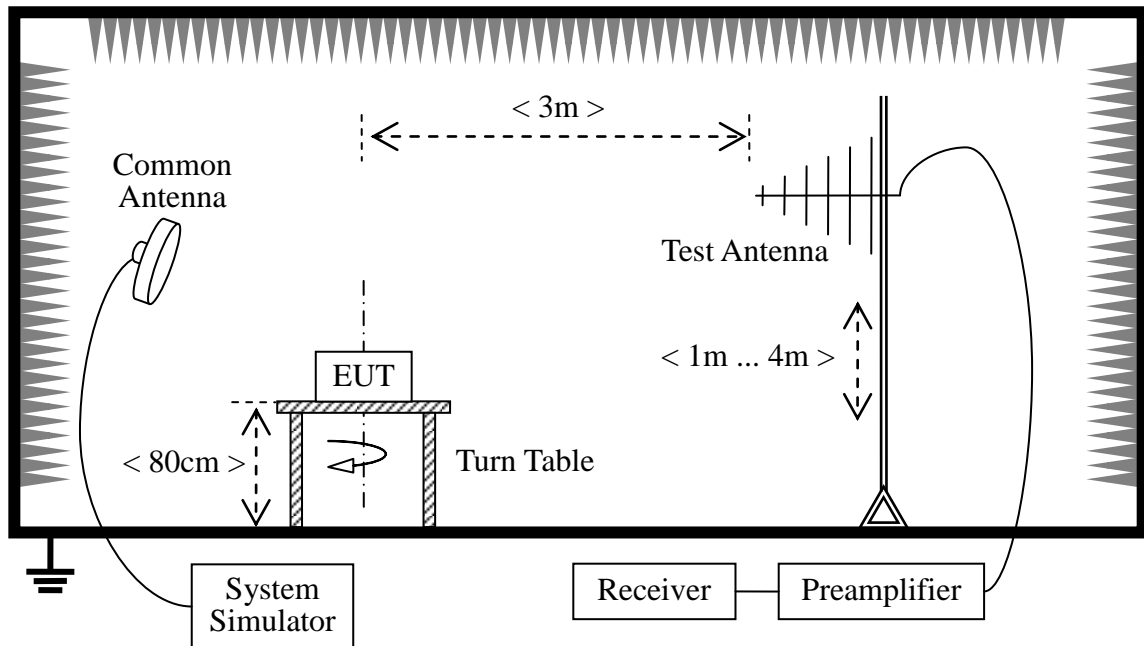 < 3m >
Common
Antenna
Test Antenna
< 1m ... 4m >
EUT
< 80cm >
Turn Table
System
Simulator
Receiver
Preamplifier